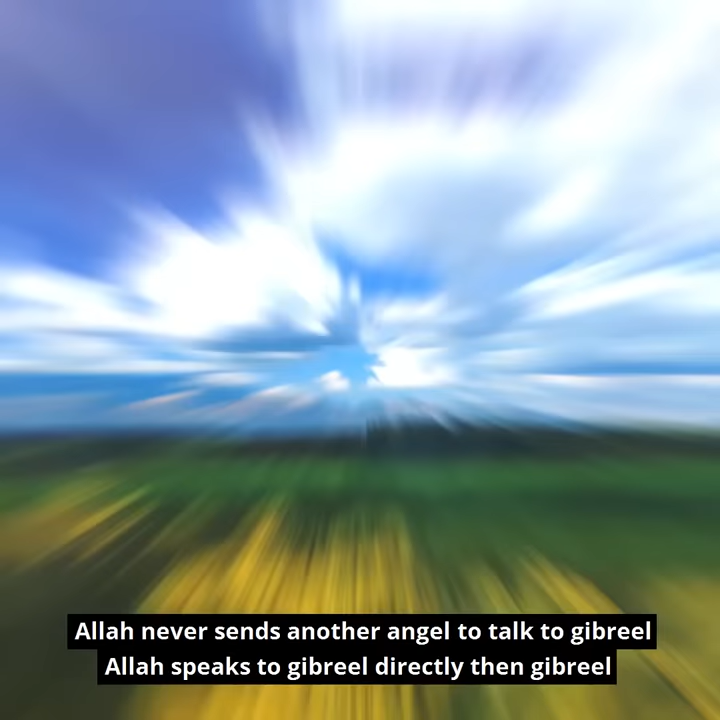 Allah never sends another angel to talk to gibreel
Allah speaks to gibreel directly then gibreel